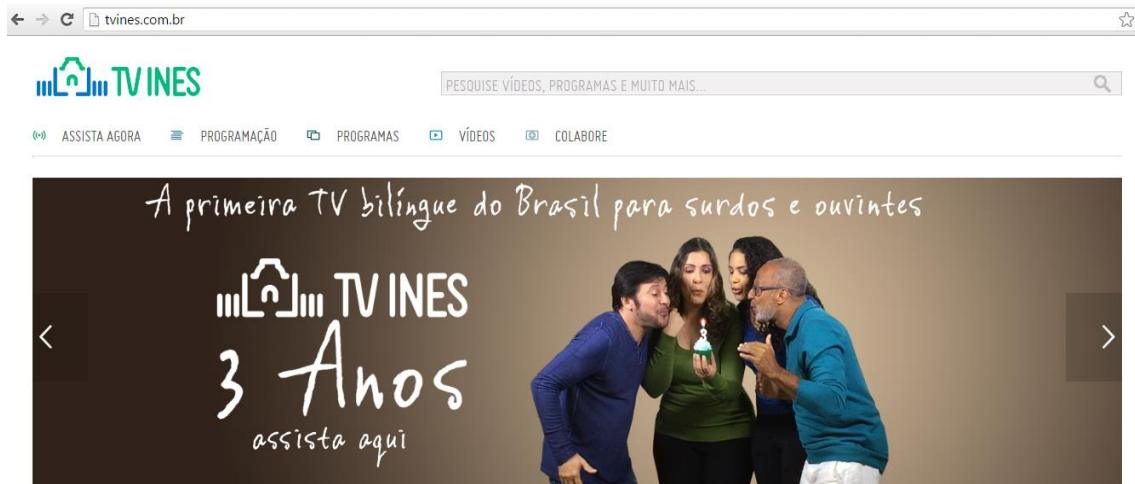 tvines.com.br
TV INES
PESQUISE VÍDEOS, PROGRAMAS E MUITO MAIS...
ASSISTA AGORA
PROGRAMAÇÃO
PROGRAMAS
VÍDEOS
COLABORE
A primeira TV bilíngue do Brasil para surdos e ouvintes
TV INES
3 Anos
assista aqui
3